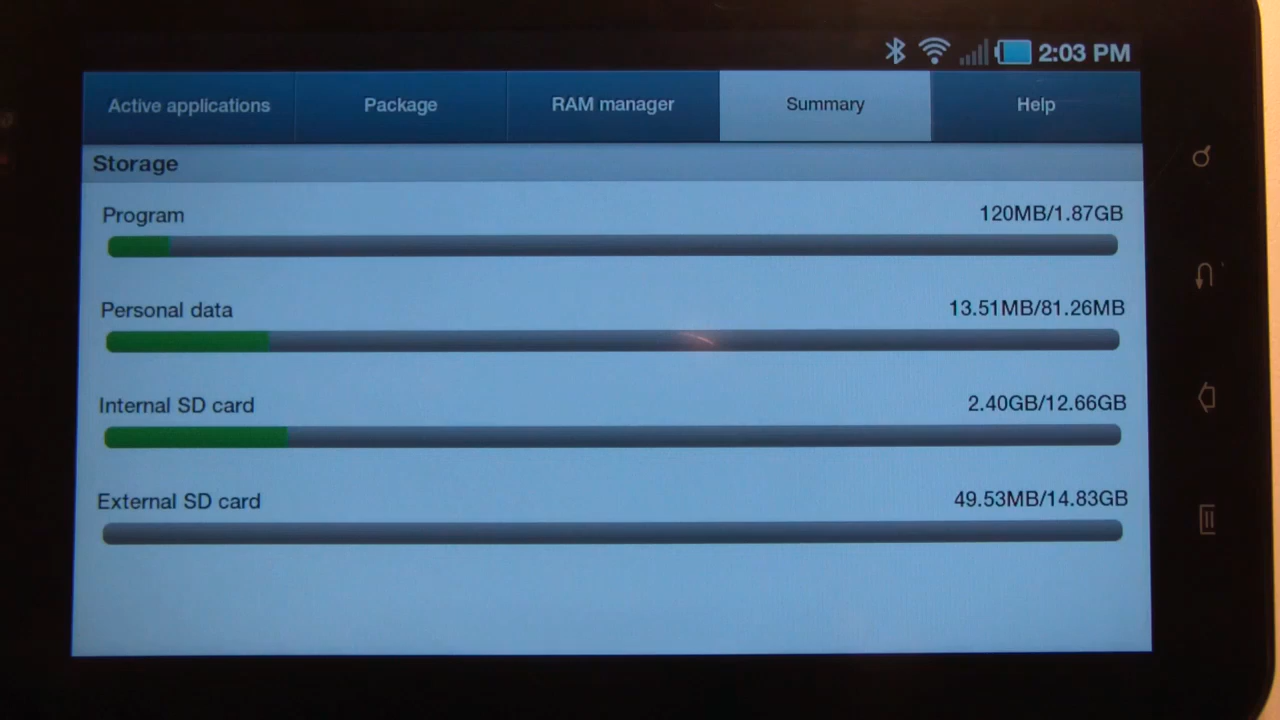 2:03 PM
Active applications Package RAM manager Summary Help
Storage
Program 120MB/1.87GB
Personal data 13.51MB/81.26MB
Internal SD card 2.40GB/12.66GB
External SD card 49.53MB/14.83GB